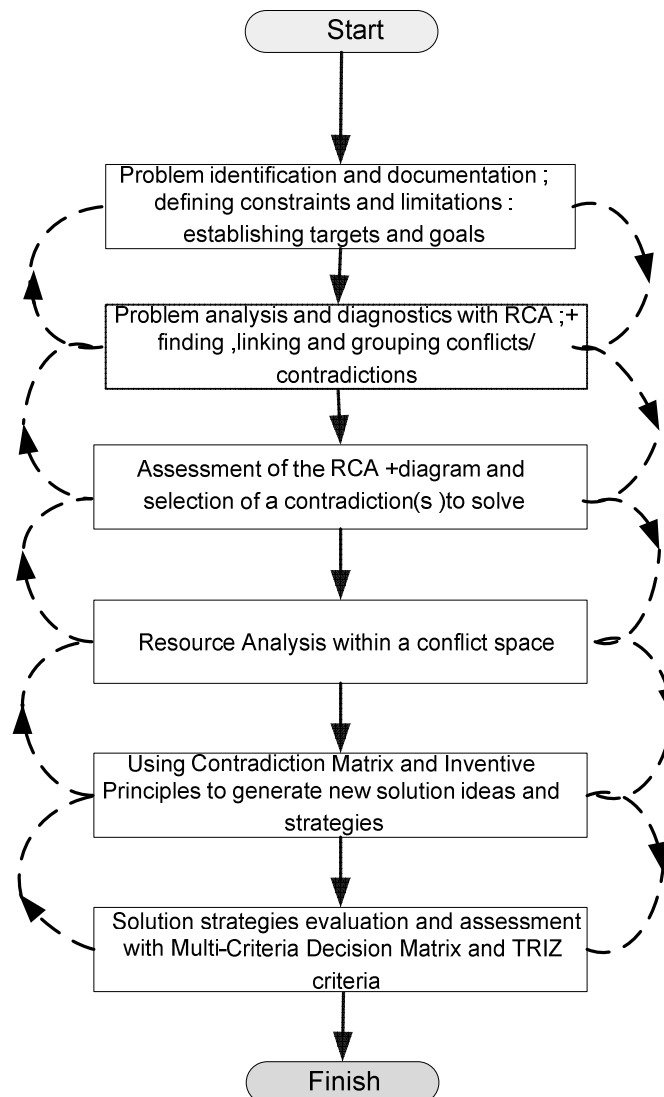 Start
Problem identification and documentation ;
defining constraints and limitations :
establishing targets and goals
Problem analysis and diagnostics with RCA ;+
finding ,linking and grouping conflicts/
contradictions
Assessment of the RCA +diagram and
selection of a contradiction(s )to solve
Resource Analysis within a conflict space
Using Contradiction Matrix and Inventive
Principles to generate new solution ideas and
strategies
Solution strategies evaluation and assessment
with Multi-Criteria Decision Matrix and TRIZ
criteria
Finish